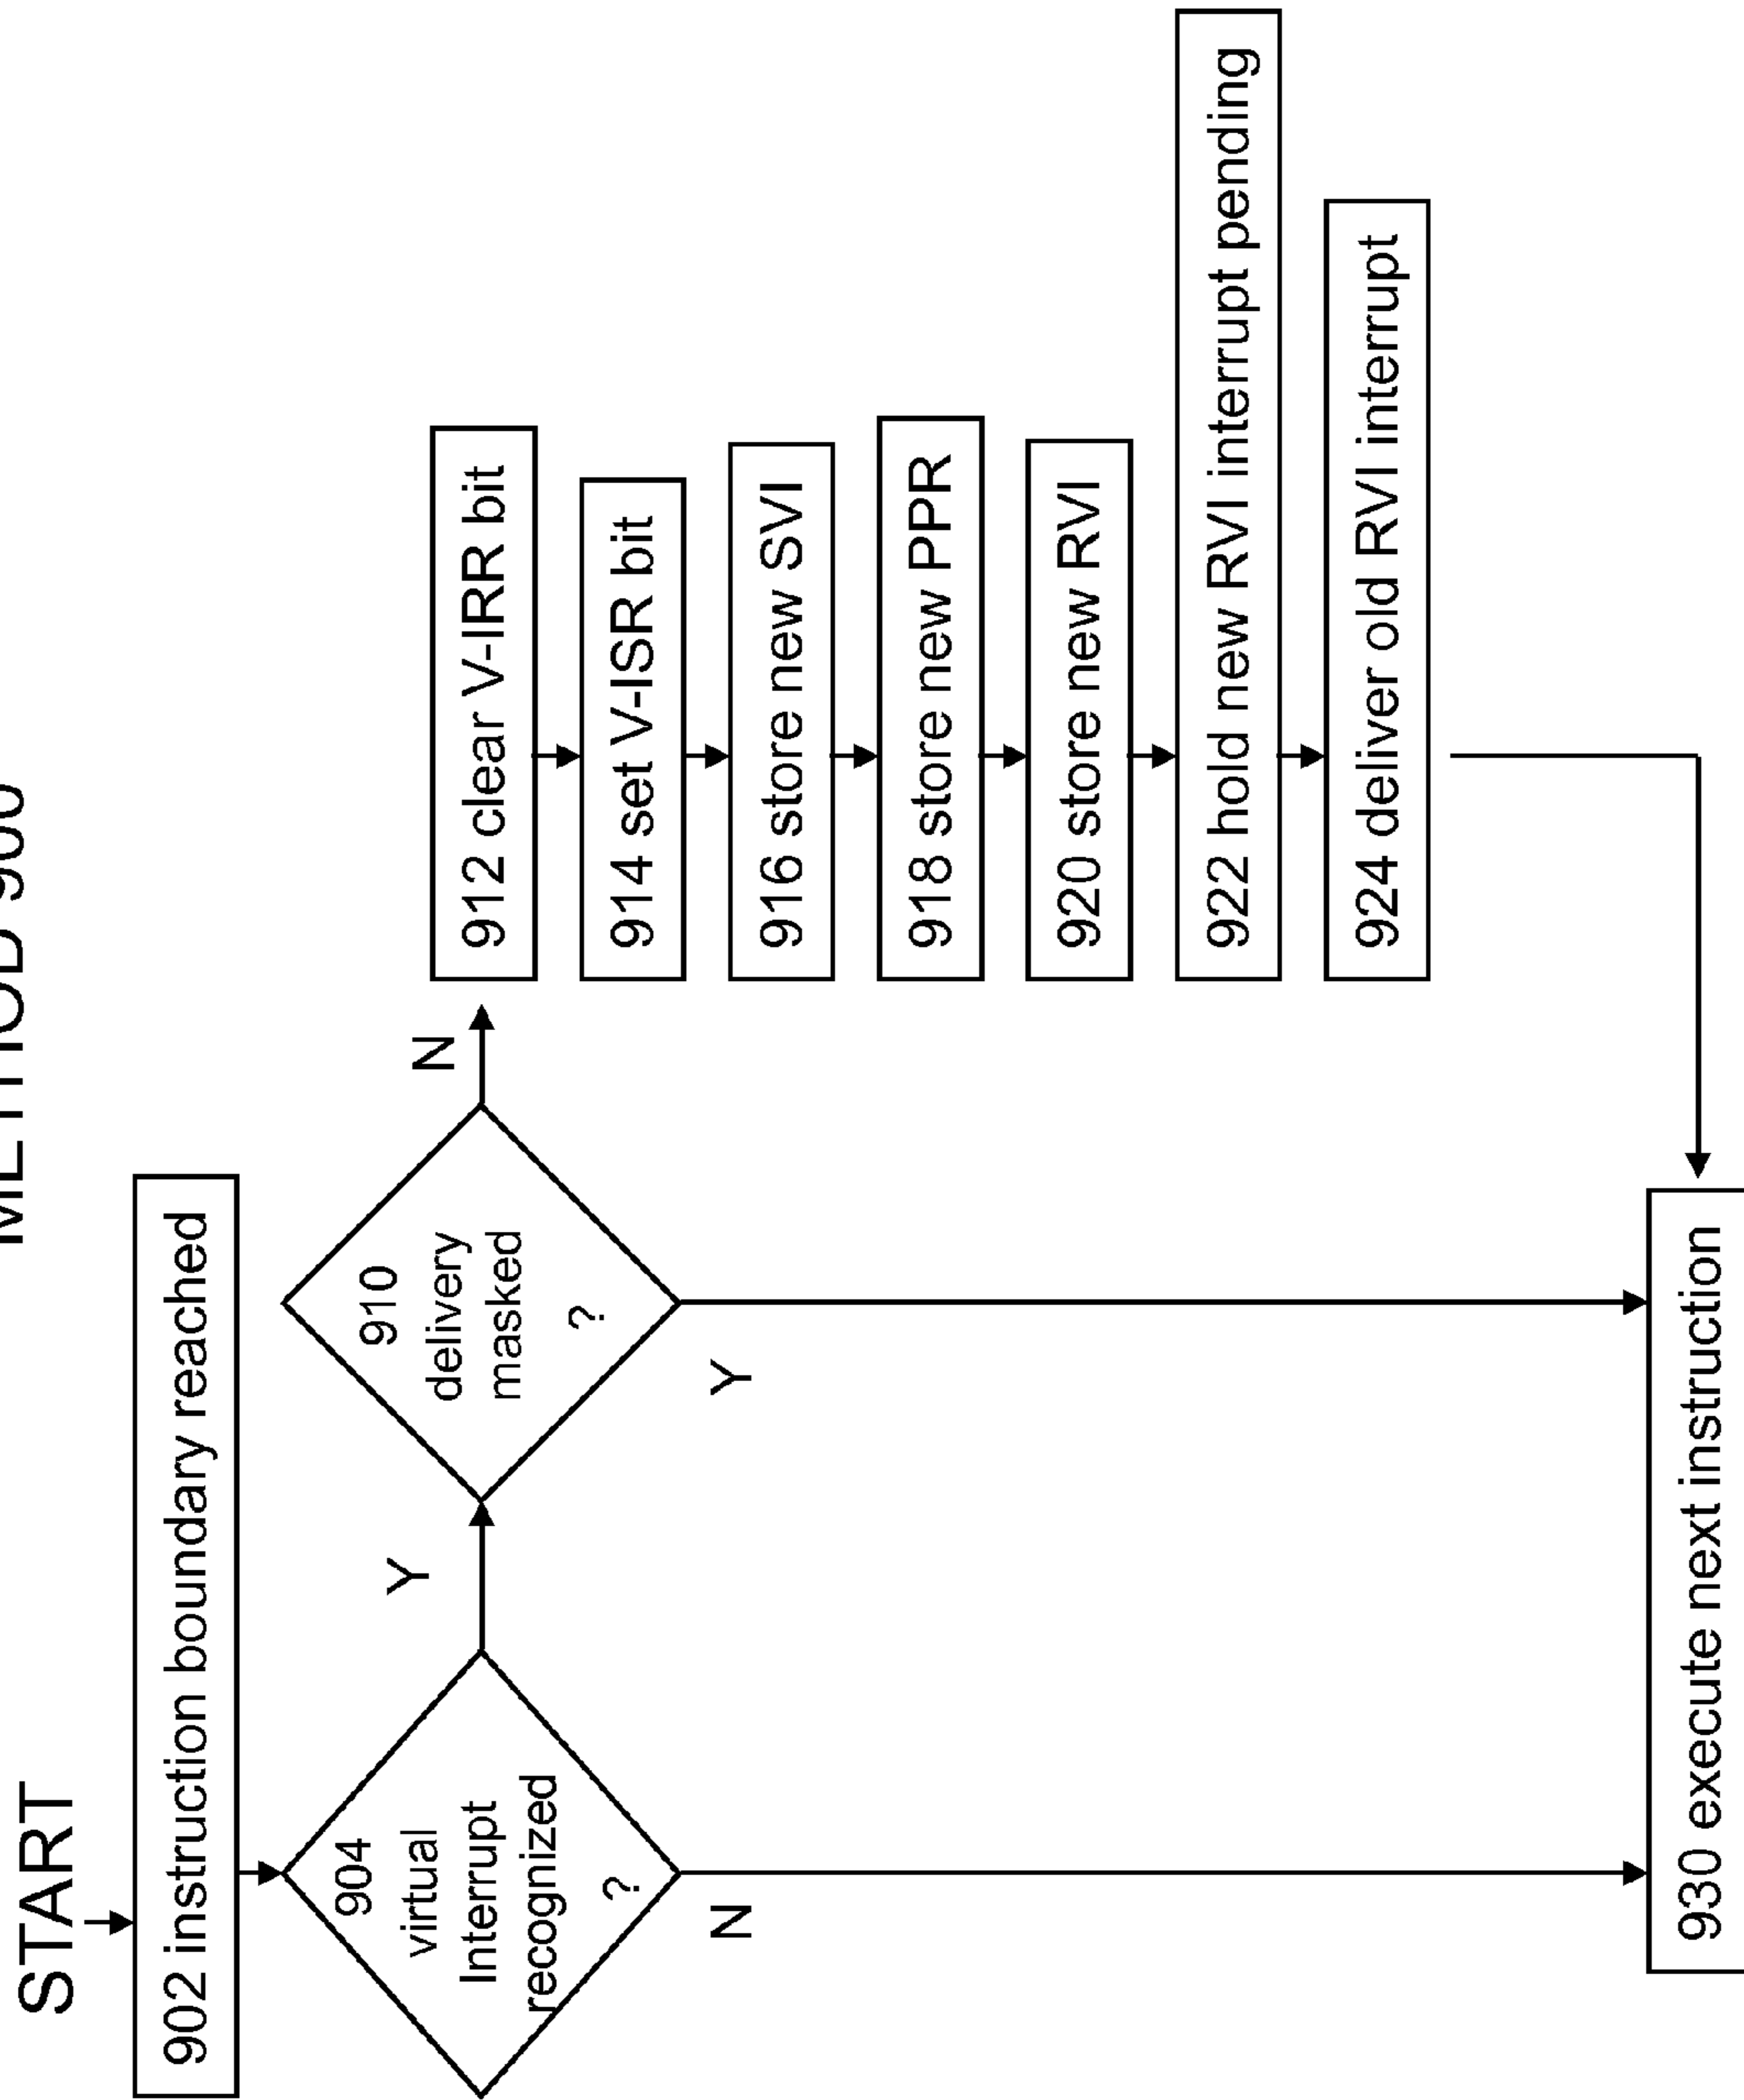 METHOD 900
START
902 instruction boundary reached
904
virtual
Interrupt
recognized
?
Y
N
910
delivery
masked
?
N
Y
912 clear V-IRR bit
914 set V-ISR bit
916 store new SVI
918 store new PPR
920 store new RVI
922 hold new RVI interrupt pending
924 deliver old RVI interrupt
930 execute next instruction